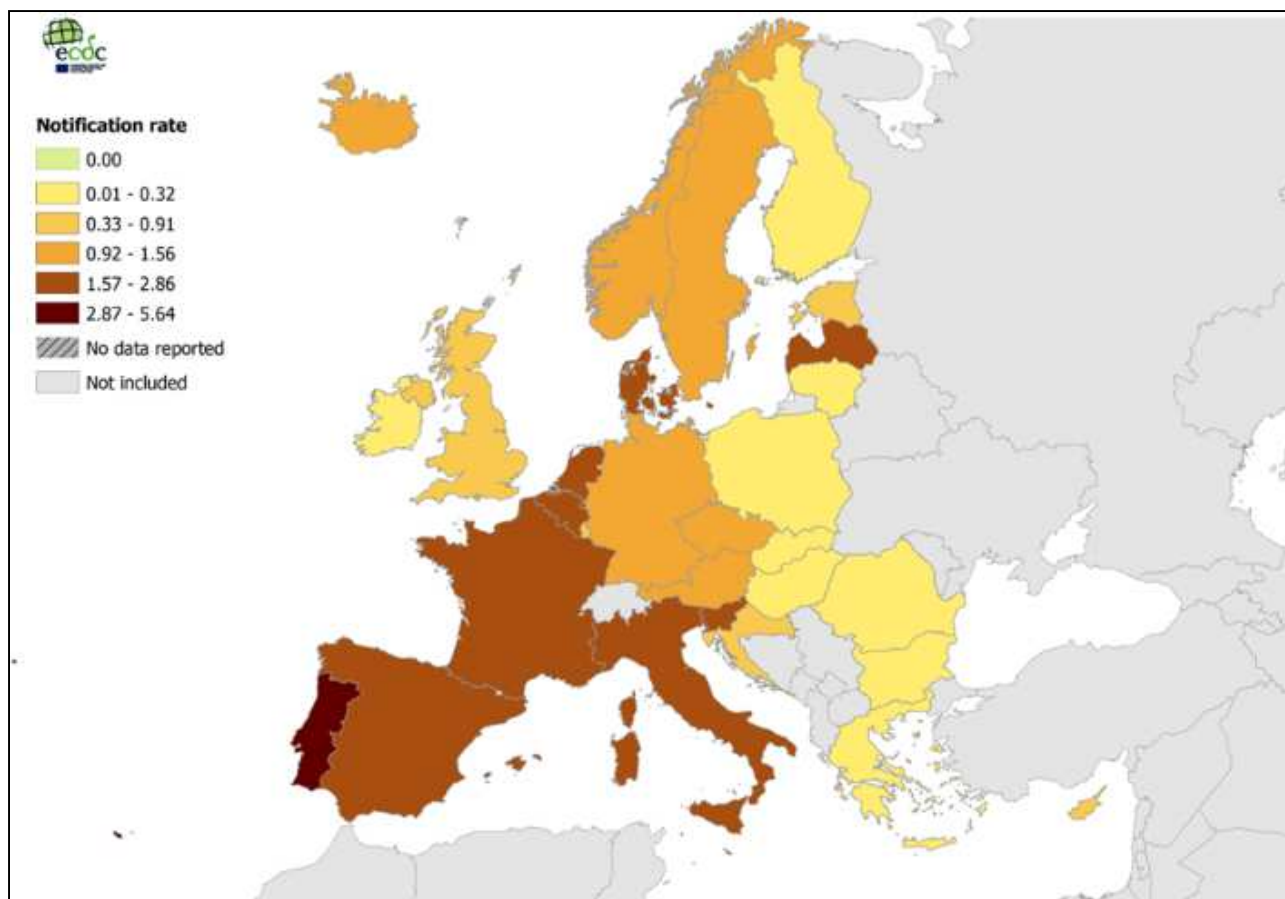 ecdc
Notification rate
0.00
0.01 - 0.32
0.33 - 0.91
0.92 - 1.56
1.57 - 2.86
2.87 - 5.64
No data reported
Not included